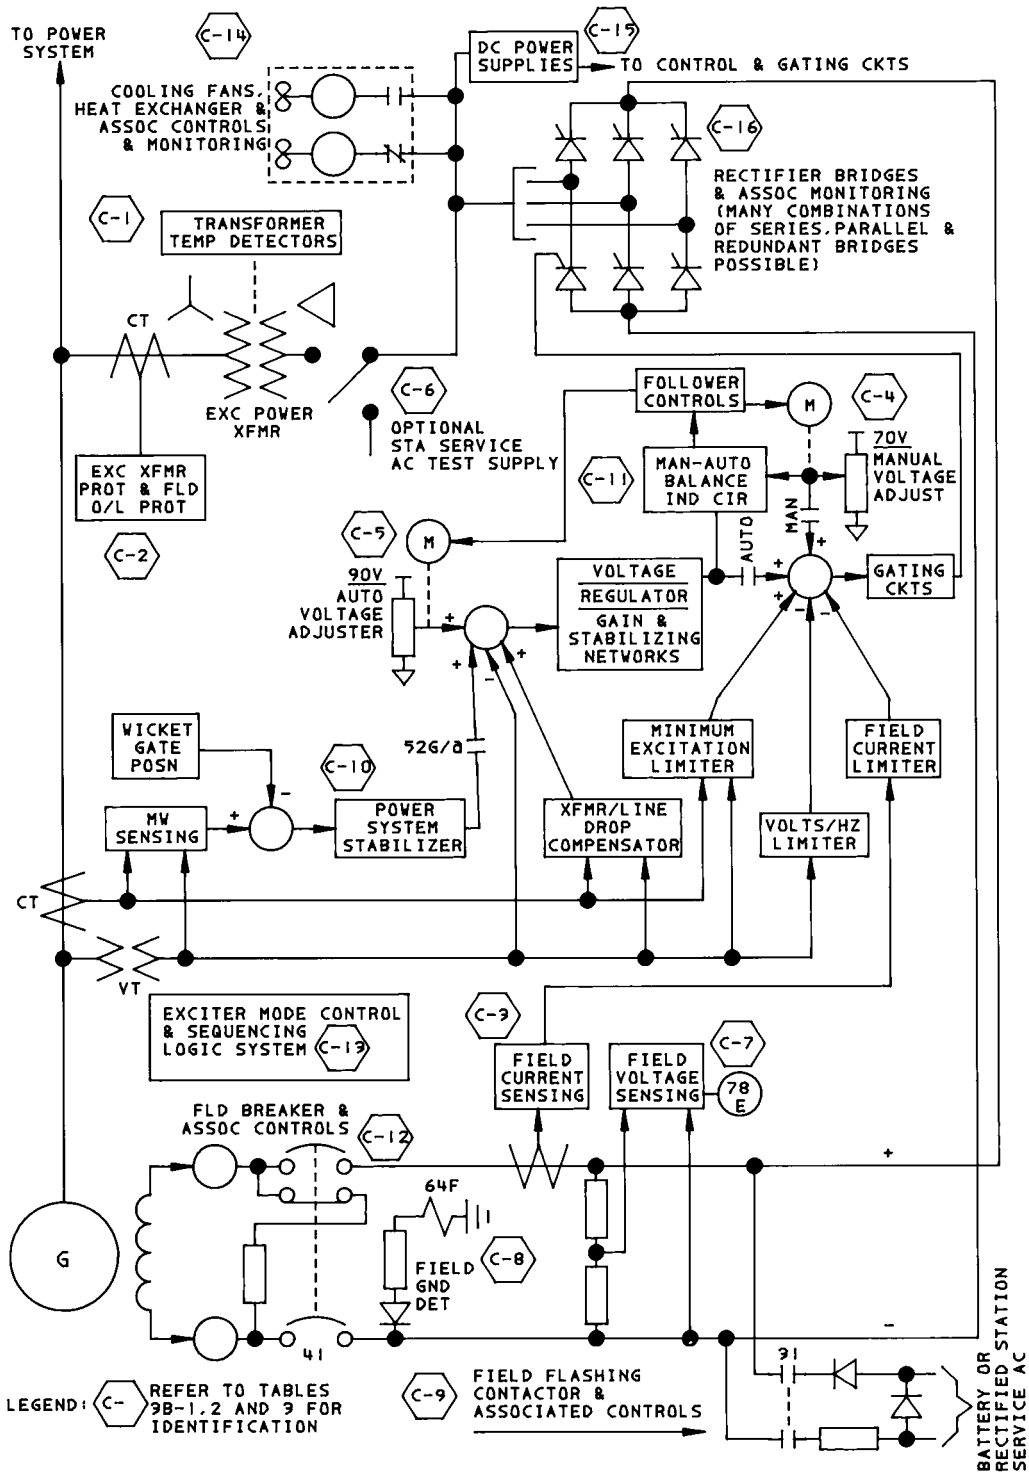 TO POWER
SYSTEM
C-14
C-15
DC POWER
SUPPLIES
TO CONTROL & GATING CKTS
COOLING FANS,
HEAT EXCHANGER &
ASSOC CONTROLS
& MONITORING
C-16
RECTIFIER BRIDGES
& ASSOC MONITORING
(MANY COMBINATIONS
OF SERIES, PARALLEL &
REDUNDANT BRIDGES
POSSIBLE)
C-1
TRANSFORMER
TEMP DETECTORS
CT
EXC POWER
XFMR
C-6
OPTIONAL
STA SERVICE
AC TEST SUPPLY
EXC XFMR
PROT & FLD
O/L PROT
C-2
FOLLOWER
CONTROLS
M
C-4
70V
MANUAL
VOLTAGE
ADJUST
C-11
MAN-AUTO
BALANCE
IND CIR
MAN
AUTO
C-5
M
90V
AUTO
VOLTAGE
ADJUSTER
+
+
-
+
VOLTAGE
REGULATOR
GAIN &
STABILIZING
NETWORKS
+
+
+
-
-
GATING
CKTS
WICKET
GATE
POSN
52G/a
C-10
MW
SENSING
+
-
POWER
SYSTEM
STABILIZER
XFMR/LINE
DROP
COMPENSATOR
MINIMUM
EXCITATION
LIMITER
FIELD
CURRENT
LIMITER
VOLTS/HZ
LIMITER
CT
VT
EXCITER MODE CONTROL
& SEQUENCING
LOGIC SYSTEM
C-13
C-3
FIELD
CURRENT
SENSING
FIELD
VOLTAGE
SENSING
C-7
78
E
FLD BREAKER &
ASSOC CONTROLS
C-12
+
64F
C-8
FIELD
GND
DET
G
41
-
31
BATTERY OR
RECTIFIED STATION
SERVICE AC
LEGEND:
C-
REFER TO TABLES
3B-1,2 AND 3 FOR
IDENTIFICATION
C-9
FIELD FLASHING
CONTACTOR &
ASSOCIATED CONTROLS